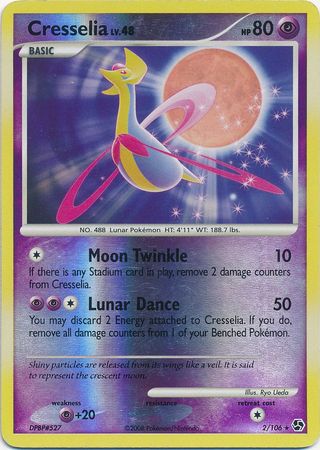 Cresselia LV.48 HP 80
BASIC
NO. 488 Lunar Pokémon HT: 4'11" WT: 188.7 lbs.
Moon Twinkle 10
If there is any Stadium card in play, remove 2 damage counters
from Cresselia.
Lunar Dance 50
You may discard 2 Energy attached to Cresselia. If you do,
remove all damage counters from 1 of your Benched Pokémon.
Shiny particles are released from its wings like a veil. It is said
to represent the crescent moon.
Illus. Ryo Ueda
weakness resistance retreat cost
+20
DPBP#527 ©2008 Pokémon/Nintendo 2/106 ★